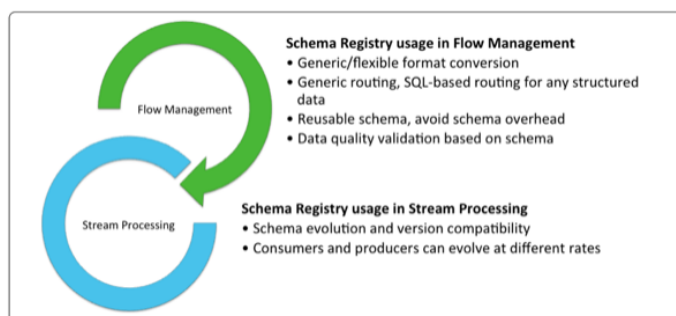 Schema Registry usage in Flow Management
• Generic/flexible format conversion
• Generic routing, SQL-based routing for any structured
data
• Reusable schema, avoid schema overhead
• Data quality validation based on schema
Flow Management
Schema Registry usage in Stream Processing
• Schema evolution and version compatibility
• Consumers and producers can evolve at different rates
Stream Processing